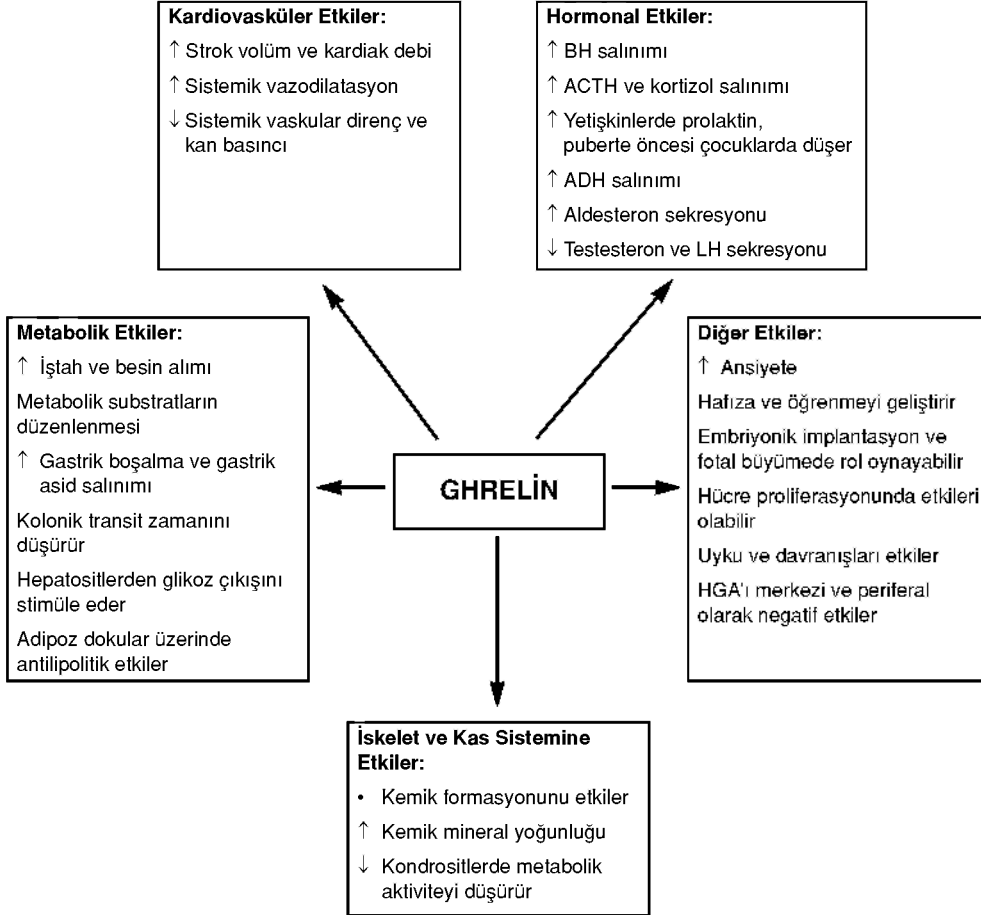 Kardiovasküler Etkiler:
↑ Strok volüm ve kardiak debi
↑ Sistemik vazodilatasyon
↓ Sistemik vaskular direnç ve
kan basıncı
Hormonal Etkiler:
↑ BH salınımı
↑ ACTH ve kortizol salınımı
↑ Yetişkinlerde prolaktin,
puberte öncesi çocuklarda düşer
↑ ADH salınımı
↑ Aldesteron sekresyonu
↓ Testesteron ve LH sekresyonu
Metabolik Etkiler:
↑ İştah ve besin alımı
Metabolik substratların
düzenlenmesi
↑ Gastrik boşalma ve gastrik
asid salınımı
Kolonik transit zamanını
düşürür
Hepatositlerden glikoz çıkışını
stimüle eder
Adipoz dokular üzerinde
antilipolitik etkiler
GHRELİN
Diğer Etkiler:
↑ Ansiyete
Hafıza ve öğrenmeyi geliştirir
Embriyonik implantasyon ve
fotal büyümede rol oynayabilir
Hücre proliferasyonunda etkileri
olabilir
Uyku ve davranışları etkiler
HGA'ı merkezi ve periferal
olarak negatif etkiler
İskelet ve Kas Sistemine
Etkiler:
• Kemik formasyonunu etkiler
↑ Kemik mineral yoğunluğu
↓ Kondrositlerde metabolik
aktiviteyi düşürür